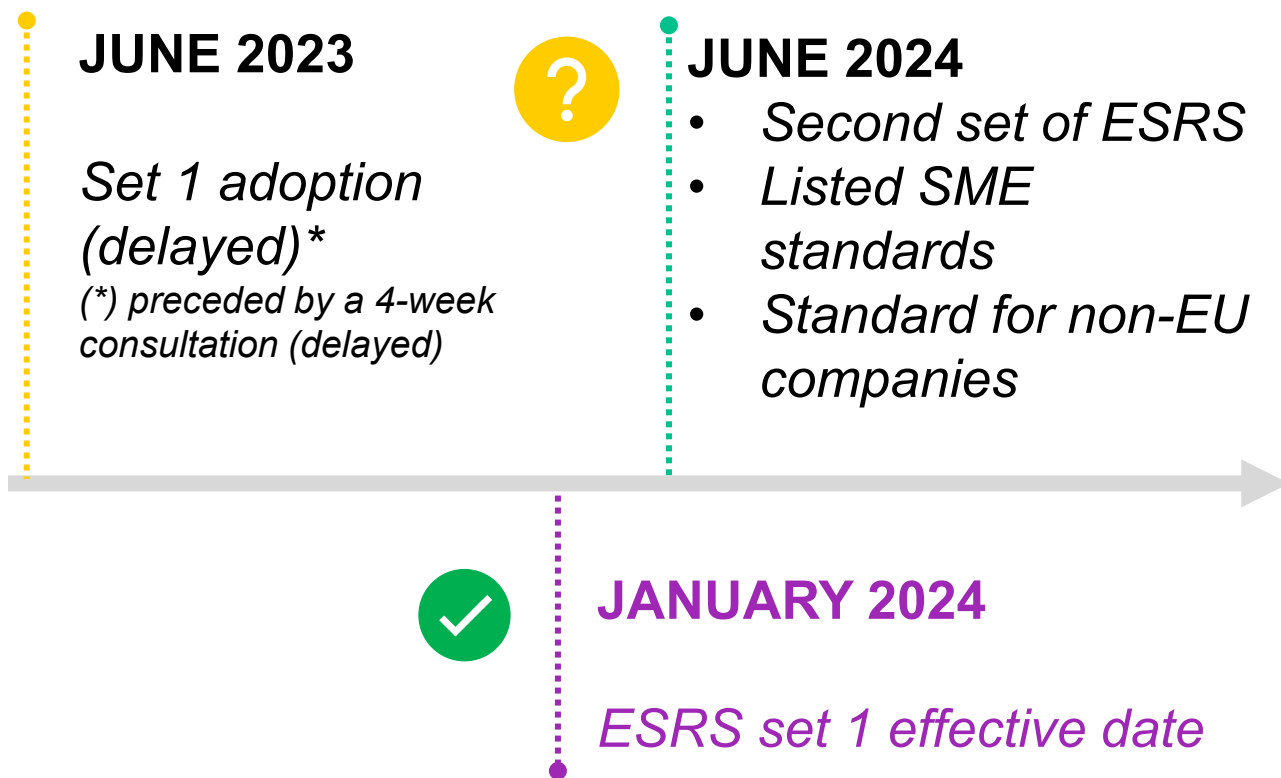 JUNE 2023
Set 1 adoption
(delayed)*
(*) preceded by a 4-week
consultation (delayed)
?
JUNE 2024
• Second set of ESRS
• Listed SME
standards
• Standard for non-EU
companies
JANUARY 2024
ESRS set 1 effective date